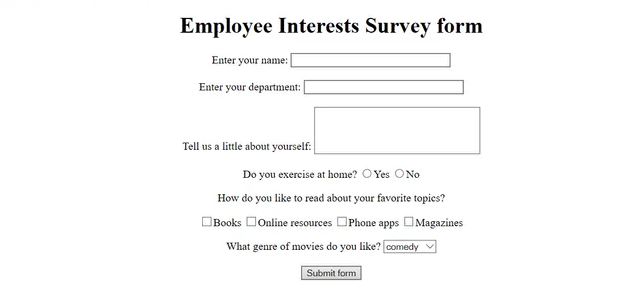 Employee Interests Survey form
Enter your name:
Enter your department:
Tell us a little about yourself:
Do you exercise at home? Yes No
How do you like to read about your favorite topics?
Books Online resources Phone apps Magazines
What genre of movies do you like? comedy
Submit form